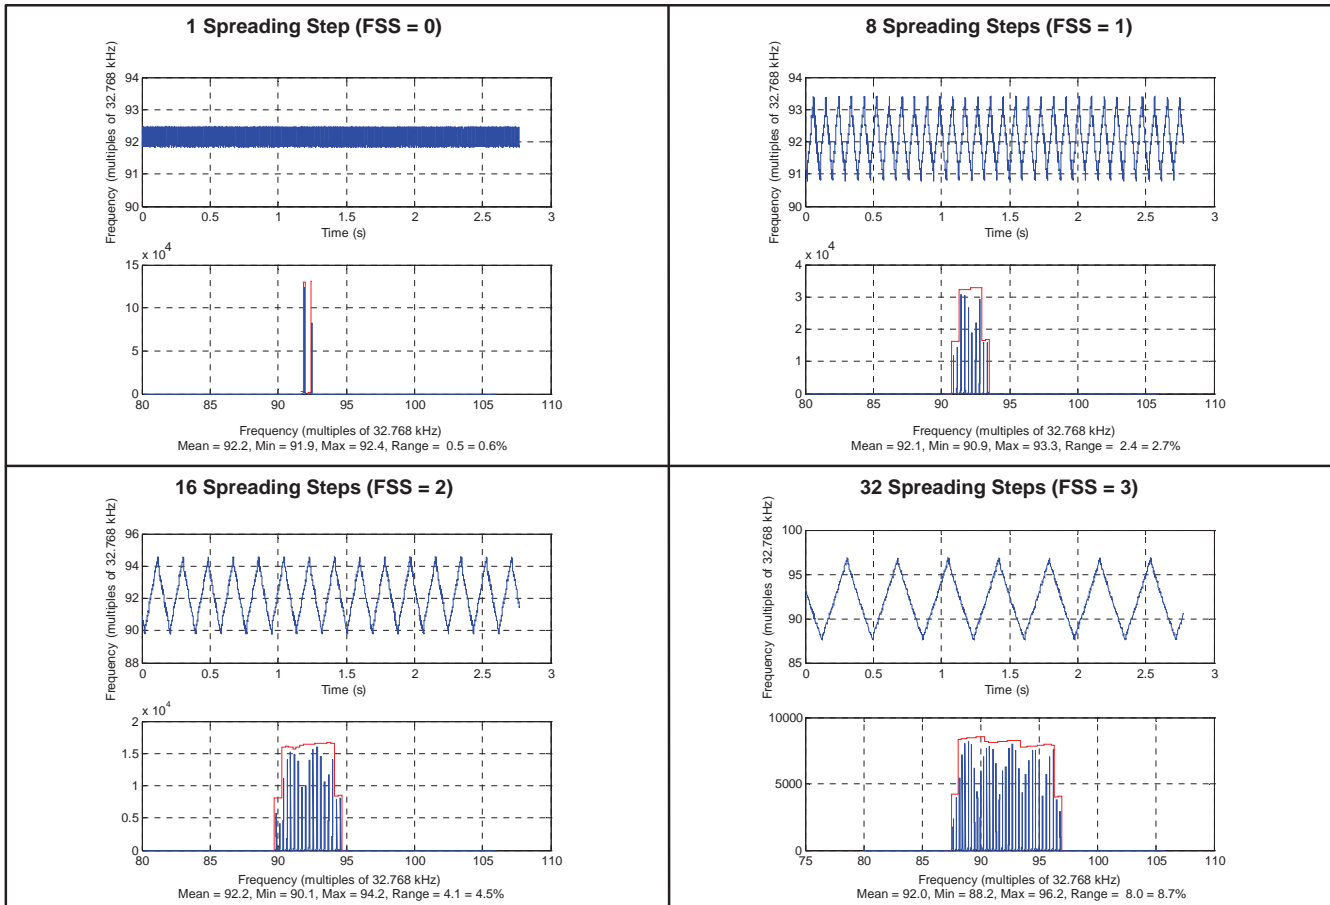 1 Spreading Step (FSS = 0)
Frequency (multiples of 32.768 kHz)
94
93
92
91
90
0 0.5 1 1.5 2 2.5 3
Time (s)
x 10^4
15
10
5
0
80 85 90 95 100 105 110
Frequency (multiples of 32.768 kHz)
Mean = 92.2, Min = 91.9, Max = 92.4, Range = 0.5 = 0.6%
8 Spreading Steps (FSS = 1)
Frequency (multiples of 32.768 kHz)
94
93
92
91
90
0 0.5 1 1.5 2 2.5 3
Time (s)
x 10^4
4
3
2
1
0
80 85 90 95 100 105 110
Frequency (multiples of 32.768 kHz)
Mean = 92.1, Min = 90.9, Max = 93.3, Range = 2.4 = 2.7%
16 Spreading Steps (FSS = 2)
Frequency (multiples of 32.768 kHz)
96
94
92
90
88
0 0.5 1 1.5 2 2.5 3
Time (s)
x 10^4
2
1.5
1
0.5
0
80 85 90 95 100 105 110
Frequency (multiples of 32.768 kHz)
Mean = 92.2, Min = 90.1, Max = 94.2, Range = 4.1 = 4.5%
32 Spreading Steps (FSS = 3)
Frequency (multiples of 32.768 kHz)
100
95
90
85
0 0.5 1 1.5 2 2.5 3
Time (s)
10000
5000
0
75 80 85 90 95 100 105 110
Frequency (multiples of 32.768 kHz)
Mean = 92.0, Min = 88.2, Max = 96.2, Range = 8.0 = 8.7%